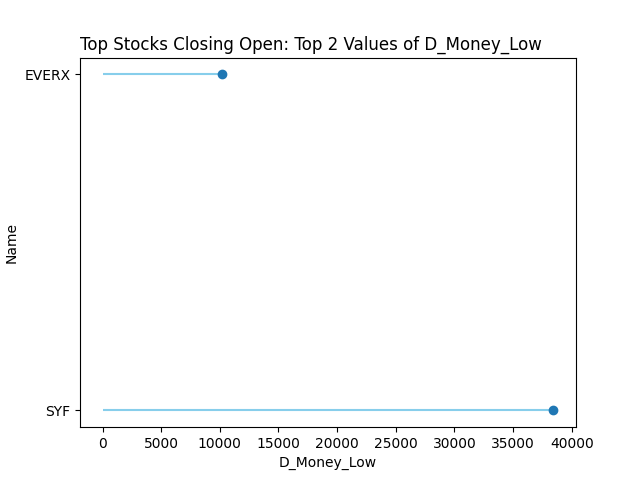 Top Stocks Closing Open: Top 2 Values of D_Money_Low
EVERX
Name
SYF
0 5000 10000 15000 20000 25000 30000 35000 40000
D_Money_Low